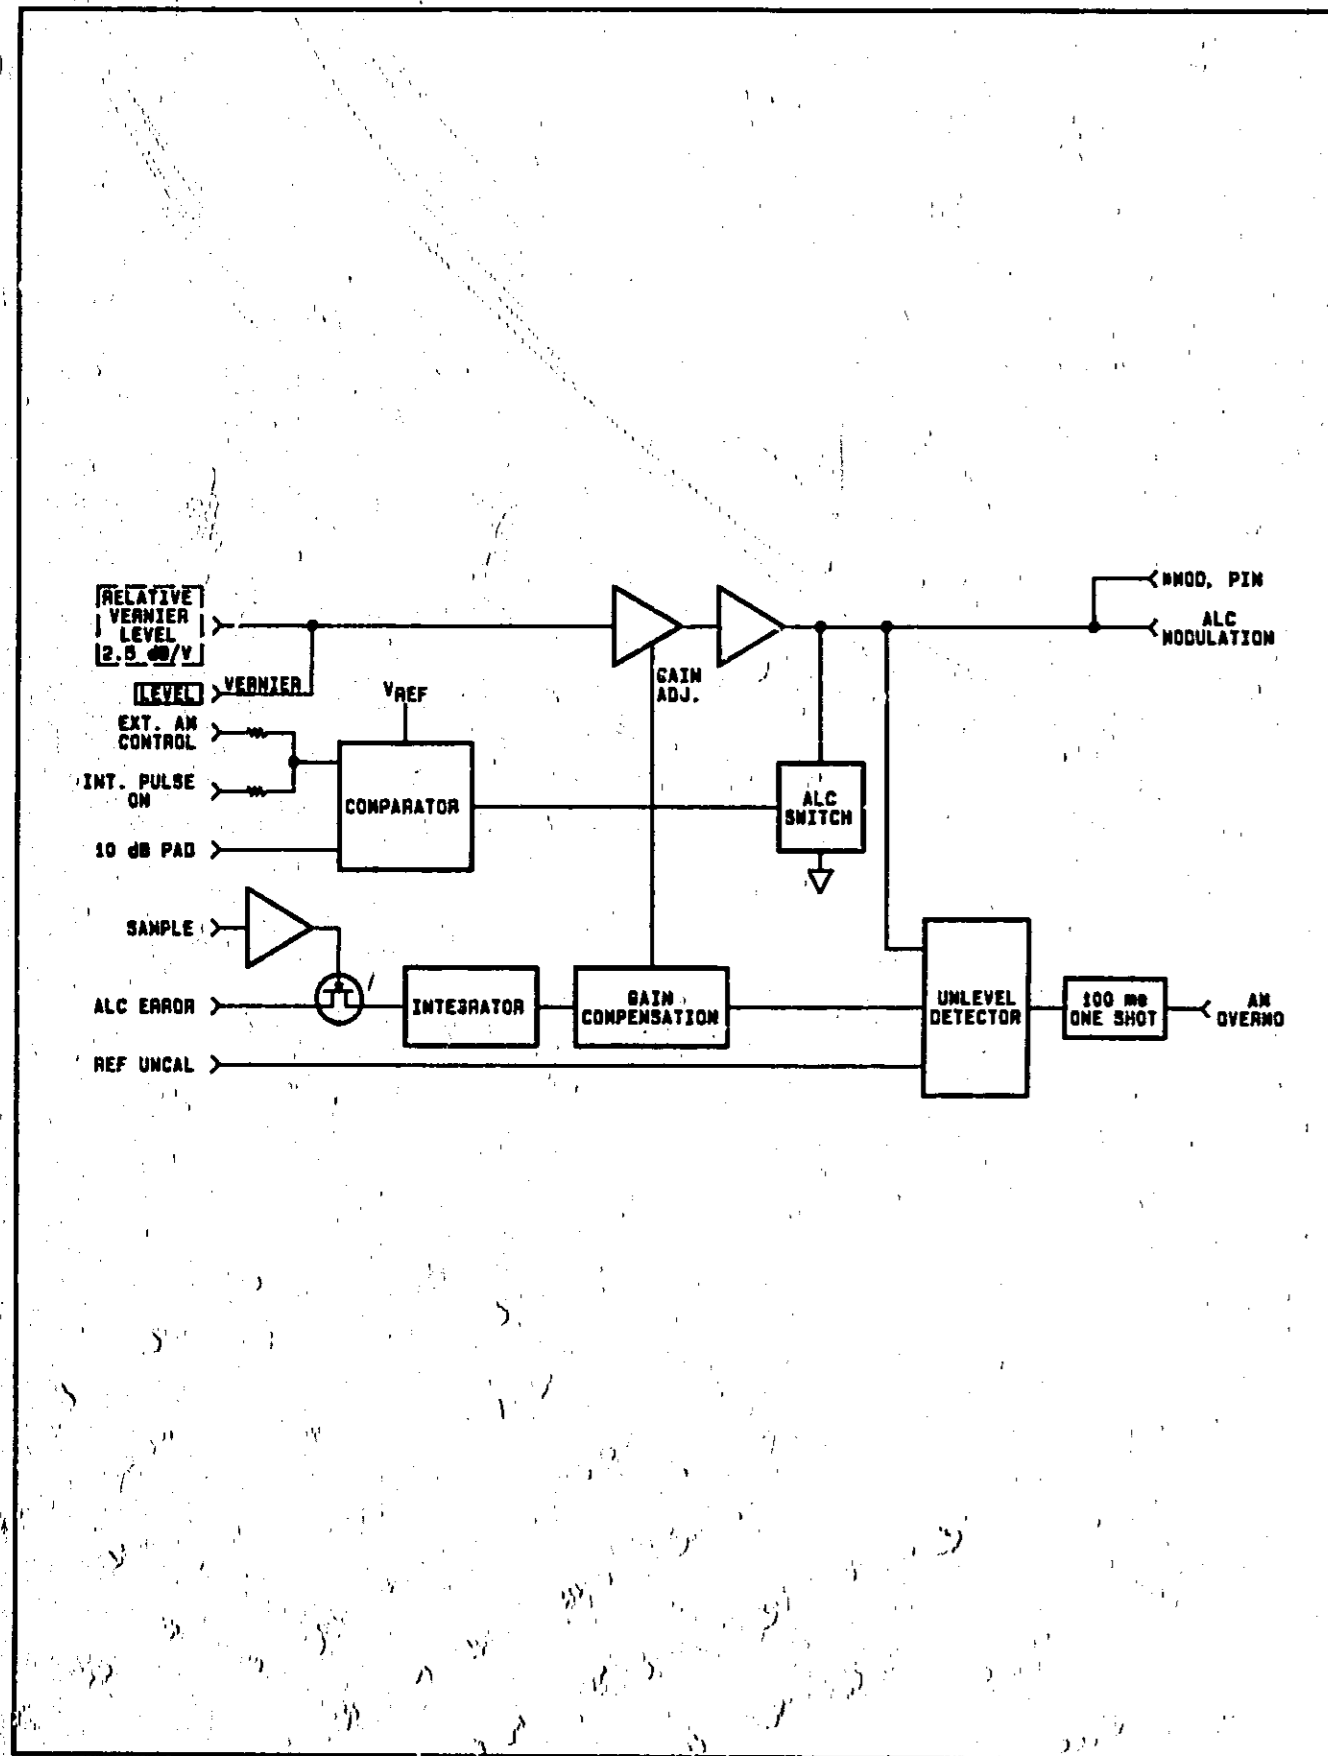 RELATIVE
VERNIER
LEVEL
2.5 dB/V
LEVEL VERNIER
EXT. AM
CONTROL
INT. PULSE
ON
10 dB PAD
SAMPLE
ALC ERROR
REF UNCAL
VREF
COMPARATOR
INTEGRATOR
GAIN
COMPENSATION
GAIN
ADJ.
ALC
SWITCH
UNLEVEL
DETECTOR
100 ms
ONE SHOT
MOD. PIN
ALC
MODULATION
AM
OVERMD